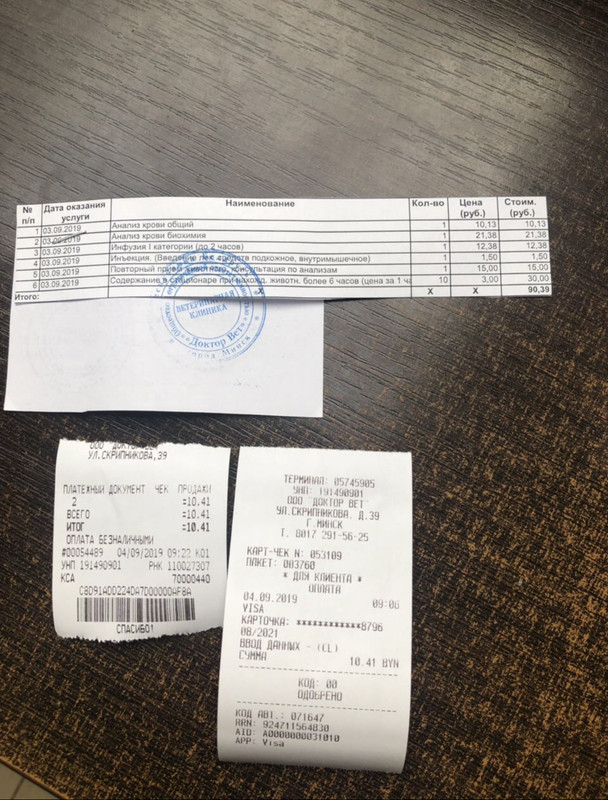 № п/п Дата оказания услуги Наименование Кол-во Цена (руб.) Стоим. (руб.)
1 03.09.2019 Анализ крови общий 1 10,13 10,13
2 03.09.2019 Анализ крови биохимия 1 21,38 21,38
3 03.09.2019 Инфузия I категории (до 2 часов) 1 12,38 12,38
4 03.09.2019 Инъекция. (Введение лек. средств подкожное, внутримышечное) 1 1,50 1,50
5 03.09.2019 Повторный прием животного, консультация по анализам 1 15,00 15,00
6 03.09.2019 Содержание в стационаре при нахожд. животн. более 6 часов (цена за 1 ча 10 3,00 30,00
Итого: X X X 90,39
ВЕТЕРИНАРНАЯ
КЛИНИКА
«Доктор Вет»
город Минск
УЛ.СКРИПНИКОВА,39
ПЛАТЕЖНЫЙ ДОКУМЕНТ ЧЕК ПРОДАЖИ
2 =10.41
ВСЕГО =10.41
ИТОГ =10.41
ОПЛАТА БЕЗНАЛИЧНЫМИ
#00054489 04/09/2019 09:22 К01
УНП 191490901 РНК 110027307
КСА 70000440
C8D91ADD224DA7D00000AFBA
СПАСИБО!
ТЕРМИНАЛ: 05745905
УНП: 191490901
ООО "ДОКТОР ВЕТ"
УЛ.СКРИПНИКОВА, Д.39
Г.МИНСК
Т. 8017 291-56-25
КАРТ-ЧЕК N: 053109
ПАКЕТ: 003760
* ДЛЯ КЛИЕНТА *
ОПЛАТА
04.09.2019 09:06
VISA
КАРТОЧКА: ************8796
08/2021
ВВОД ДАННЫХ - (CL)
СУММА 10.41 BYN
КОД: 00
ОДОБРЕНО
КОД АВТ.: 071647
RRN: 924711564830
AID: A0000000031010
APP: Visa